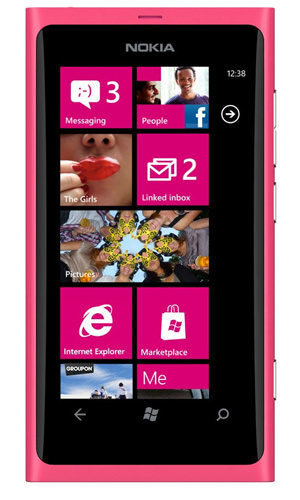 NOKIA
12:38
;-) 3
Messaging
People
f
The Girls
2
Linked inbox
Pictures
Internet Explorer
Marketplace
GROUPON
Me